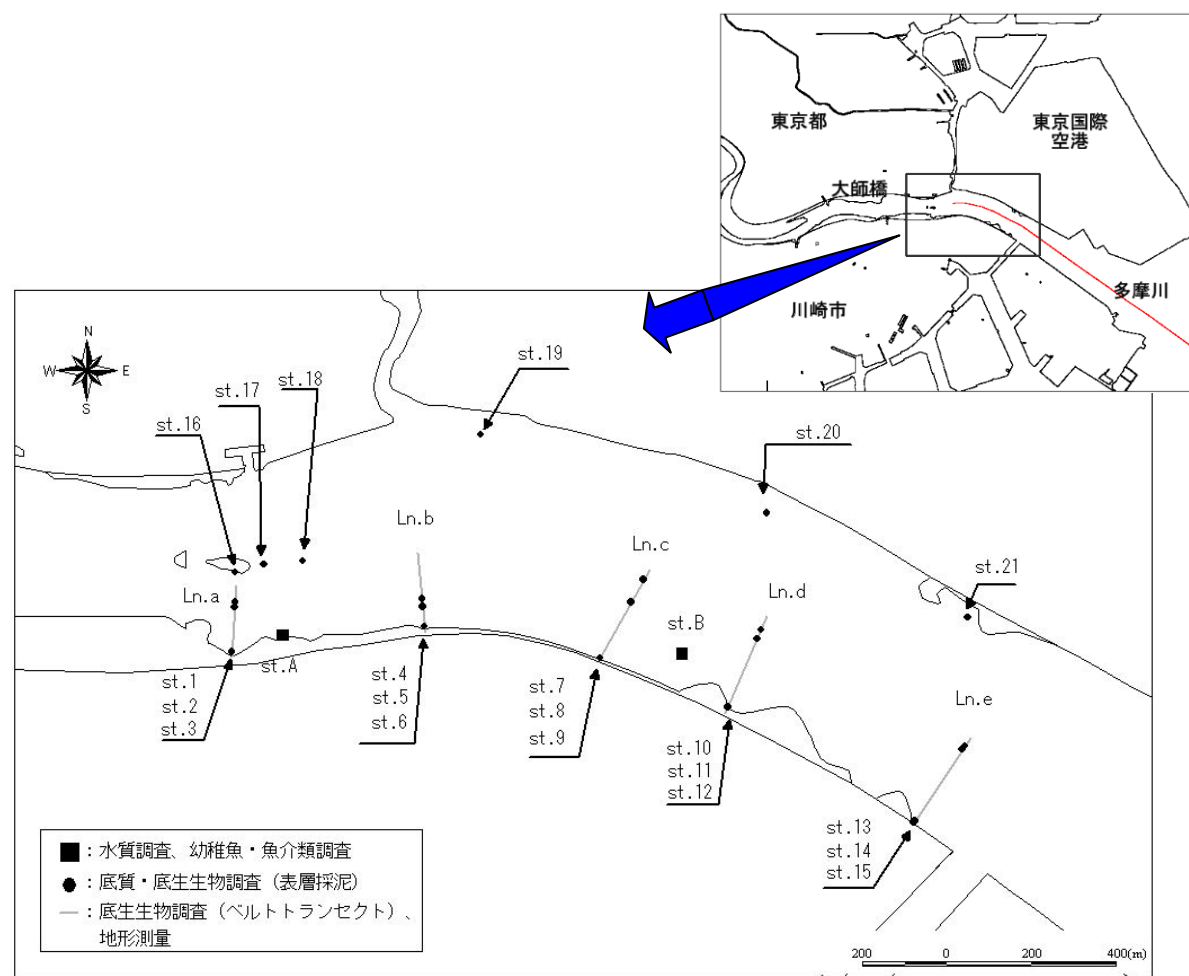 東京都
東京国際
空港
大師橋
多摩川
川崎市
N
W
E
S
st.19
st.18
st.17
st.16
st.20
Ln.b
Ln.c
st.21
Ln.a
Ln.d
st.B
st.A
st.1
st.2
st.3
st.4
st.5
st.6
st.7
st.8
st.9
Ln.e
st.10
st.11
st.12
st.13
st.14
st.15
■：水質調査、幼稚魚・魚介類調査
●：底質・底生生物調査（表層採泥）
―：底生生物調査（ベルトトランセクト）、
地形測量
200 0 200 400(m)